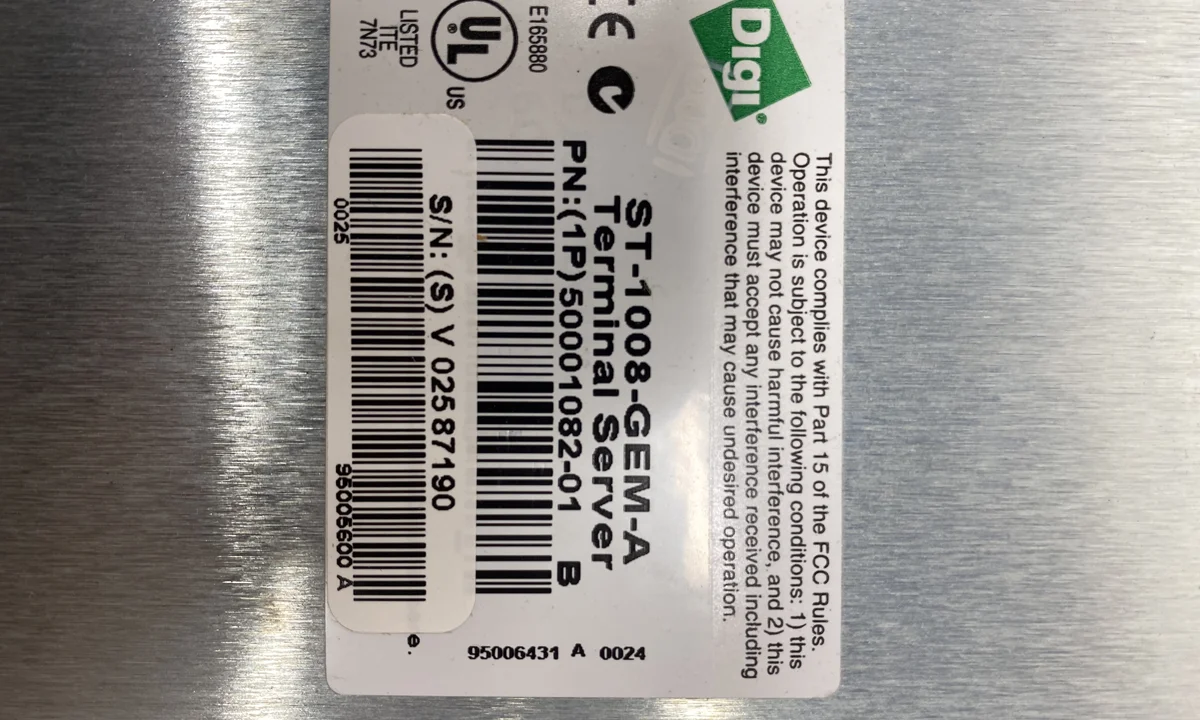 DIGI®
This device complies with Part 15 of the FCC Rules.
Operation is subject to the following conditions: 1) this
device may not cause harmful interference, and 2) this
device must accept any interference received including
interference that may cause undesired operation.
CE
E165880
UL®
US
LISTED
ITE
7N73
ST-1008-GEM-A
Terminal Server
PN:(1P)50001082-01 B
S/N: (S) V 02587190
0025
95005600 A
e.
95006431 A 0024